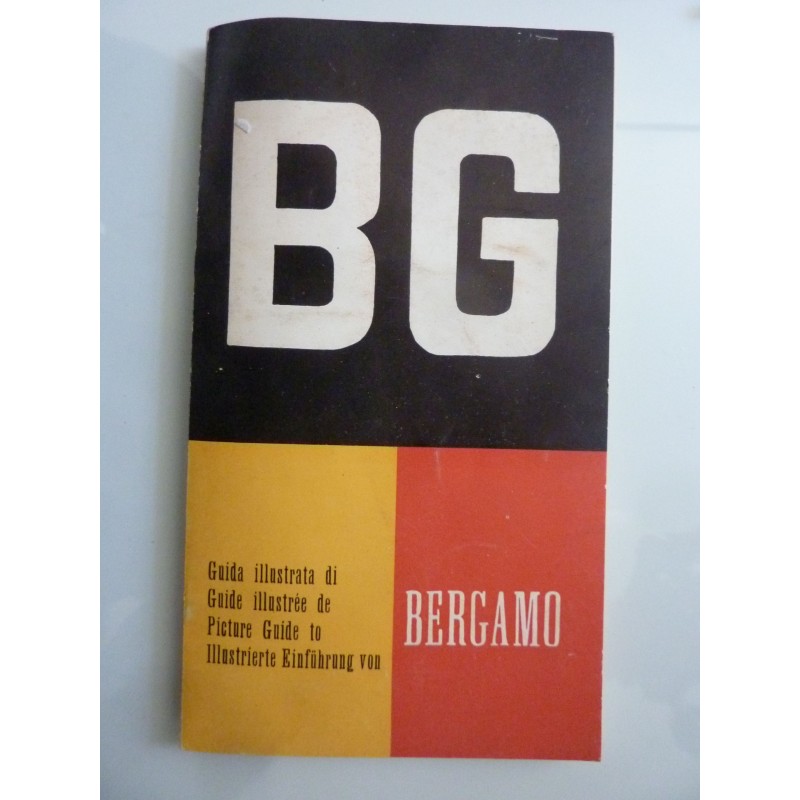 BG
Guida illustrata di
Guide illustrée de
Picture Guide to
Illustrierte Einführung von
BERGAMO